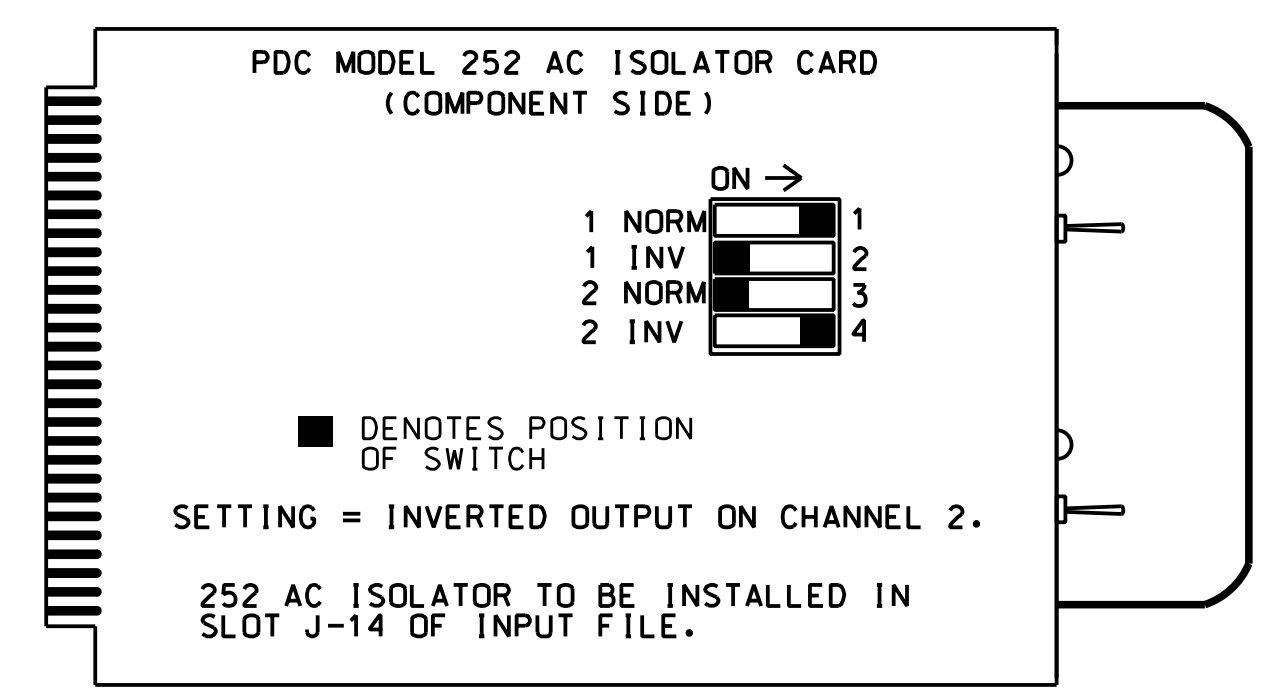 PDC MODEL 252 AC ISOLATOR CARD
(COMPONENT SIDE)
ON →
1 NORM 1
1 INV 2
2 NORM 3
2 INV 4
DENOTES POSITION
OF SWITCH
SETTING = INVERTED OUTPUT ON CHANNEL 2.
252 AC ISOLATOR TO BE INSTALLED IN
SLOT J-14 OF INPUT FILE.